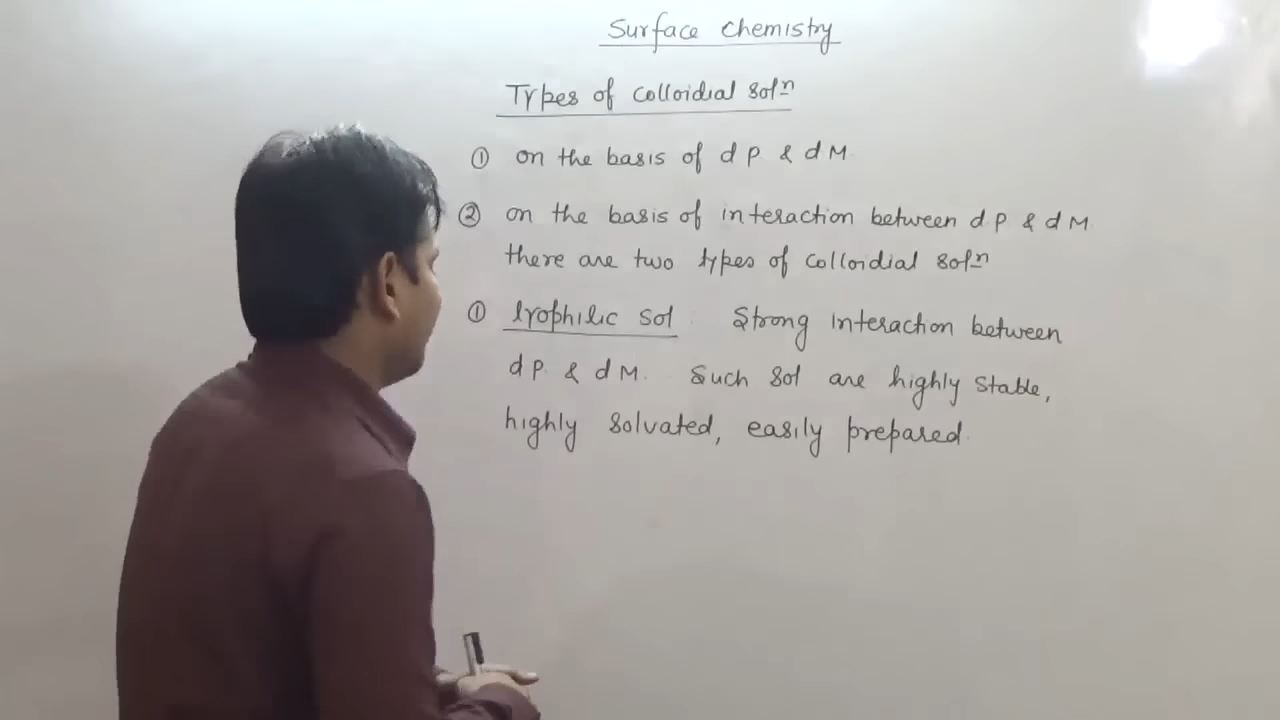 Surface Chemistry
Types of Colloidial Solⁿ
① on the basis of d P & d M.
② on the basis of interaction between d.P & d M.
there are two types of Colloidial Solⁿ
① lyophilic Sol. Strong interaction between
d P. & d M. Such Sol are highly Stable,
highly Solvated, easily prepared.